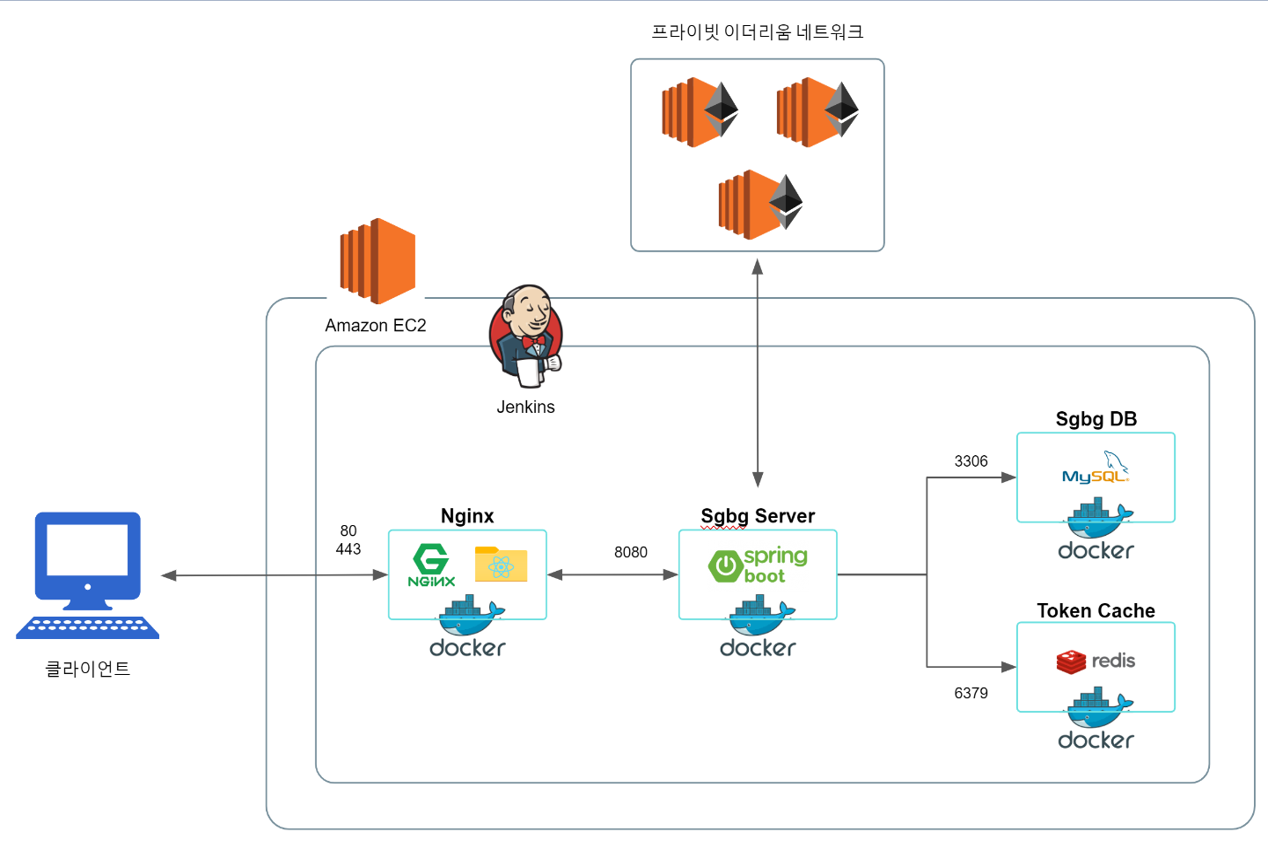 프라이빗 이더리움 네트워크
Amazon EC2
Jenkins
Sgbg DB
3306
MySQL
docker
80
443
Nginx
NGiNX
docker
8080
Sgbg Server
spring
boot
docker
Token Cache
redis
6379
docker
클라이언트